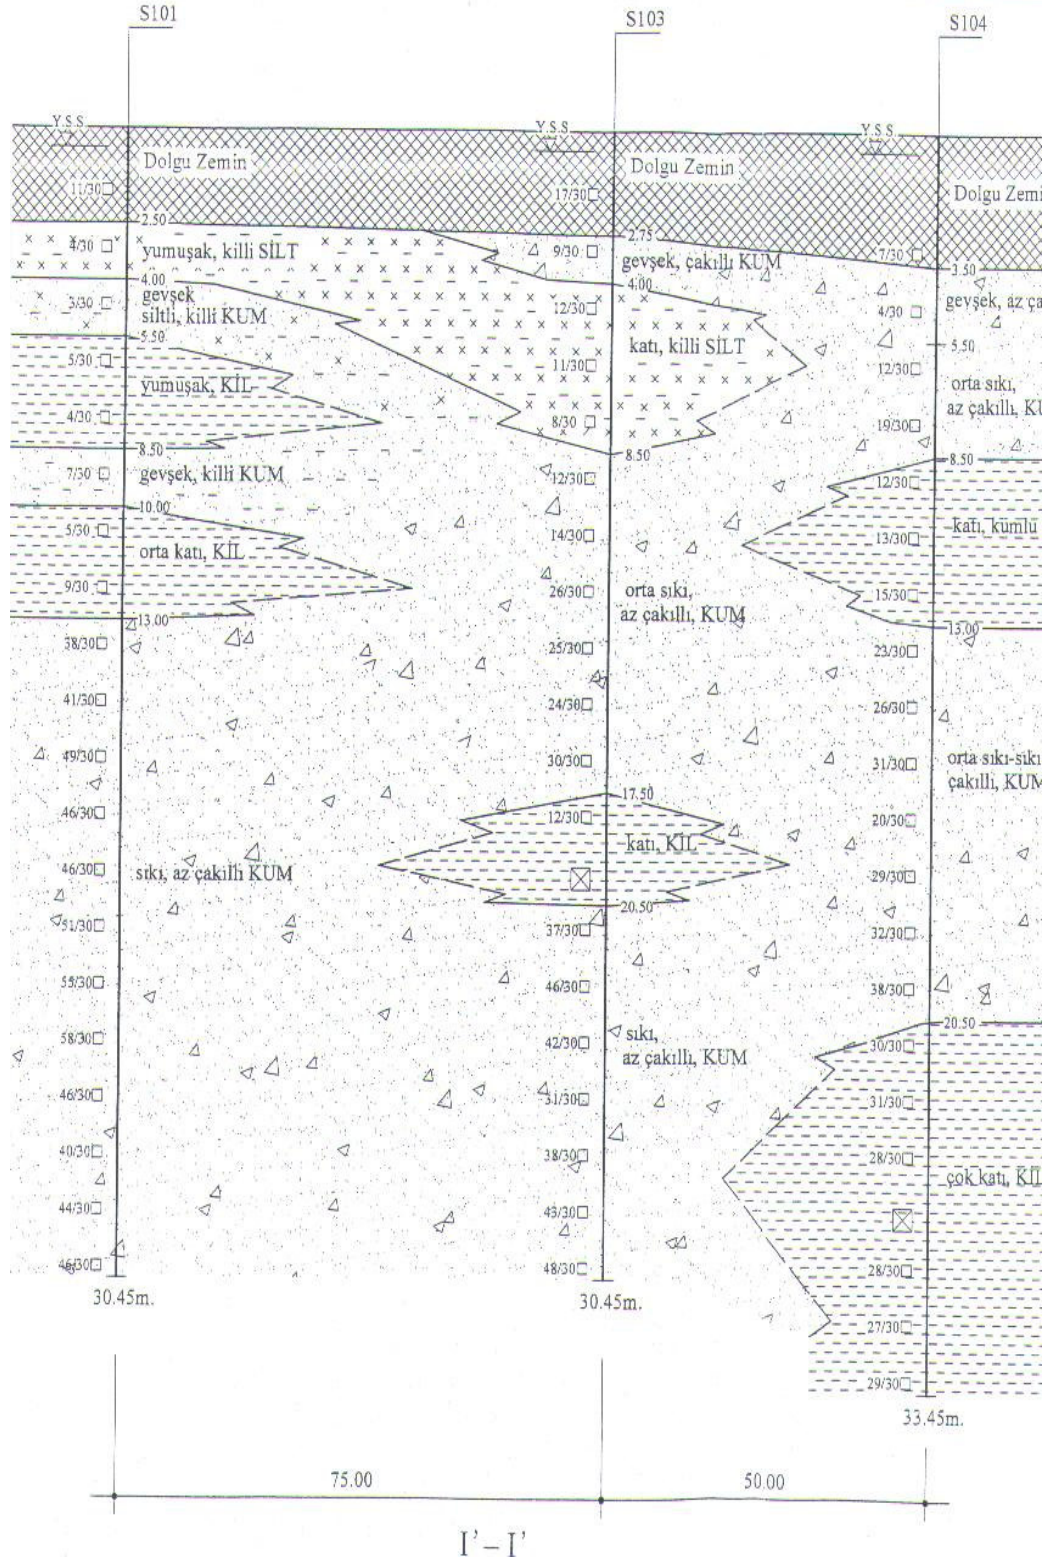 S101
S103
S104
Y.S.S.
Y.S.S.
Y.S.S.
Dolgu Zemin
Dolgu Zemin
Dolgu Zemi
11/30
17/30
2.50
2.75
4/30
yumuşak, killi SİLT
9/30
gevşek, çakıllı KUM
7/30
3.50
4.00
4.00
gevşek
siltli, killi KUM
3/30
12/30
4/30
gevşek, az ça
5.50
5.50
5/30
yumuşak, KİL
11/30
katı, killi SİLT
12/30
orta sıkı,
az çakıllı, KU
4/30
8/30
19/30
8.50
8.50
8.50
7/30
gevşek, killi KUM
12/30
12/30
10.00
5/30
orta katı, KİL
14/30
13/30
katı, kumlu
9/30
26/30
orta sıkı,
az çakıllı, KUM
15/30
13.00
13.00
38/30
25/30
23/30
41/30
24/30
26/30
49/30
30/30
31/30
orta sıkı-sıkı
çakıllı, KUM
17.50
46/30
12/30
katı, KİL
20/30
46/30
sıkı, az çakıllı KUM
29/30
20.50
51/30
37/30
32/30
55/30
46/30
38/30
20.50
58/30
42/30
sıkı,
az çakıllı, KUM
30/30
46/30
31/30
31/30
40/30
38/30
28/30
çok katı, KİL
44/30
43/30
46/30
48/30
28/30
30.45m.
30.45m.
27/30
29/30
33.45m.
75.00
50.00
I' – I'